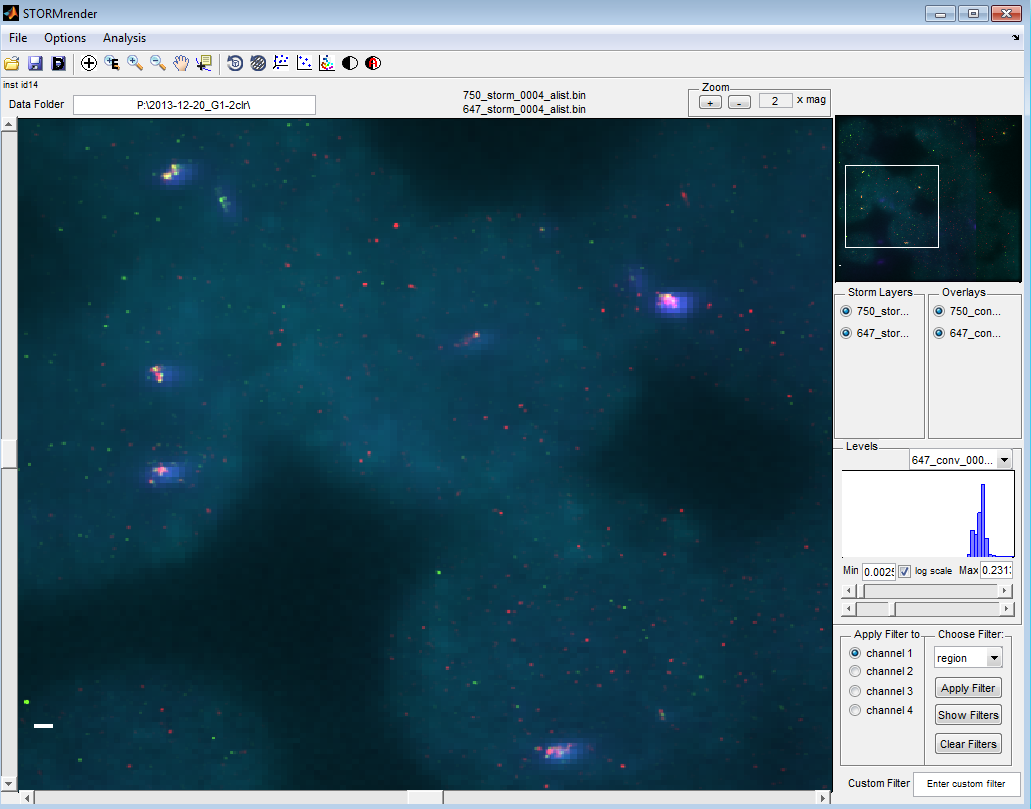 STORMrender
File Options Analysis
inst id14
Data Folder P:\2013-12-20_G1-2clr\
750_storm_0004_alist.bin
647_storm_0004_alist.bin
Zoom
+ - 2 x mag
Storm Layers Overlays
750_stor... 750_con...
647_stor... 647_con...
Levels
647_conv_000...
Min 0.0025 log scale Max 0.231
Apply Filter to Choose Filter:
channel 1 region
channel 2 Apply Filter
channel 3 Show Filters
channel 4 Clear Filters
Custom Filter Enter custom filter